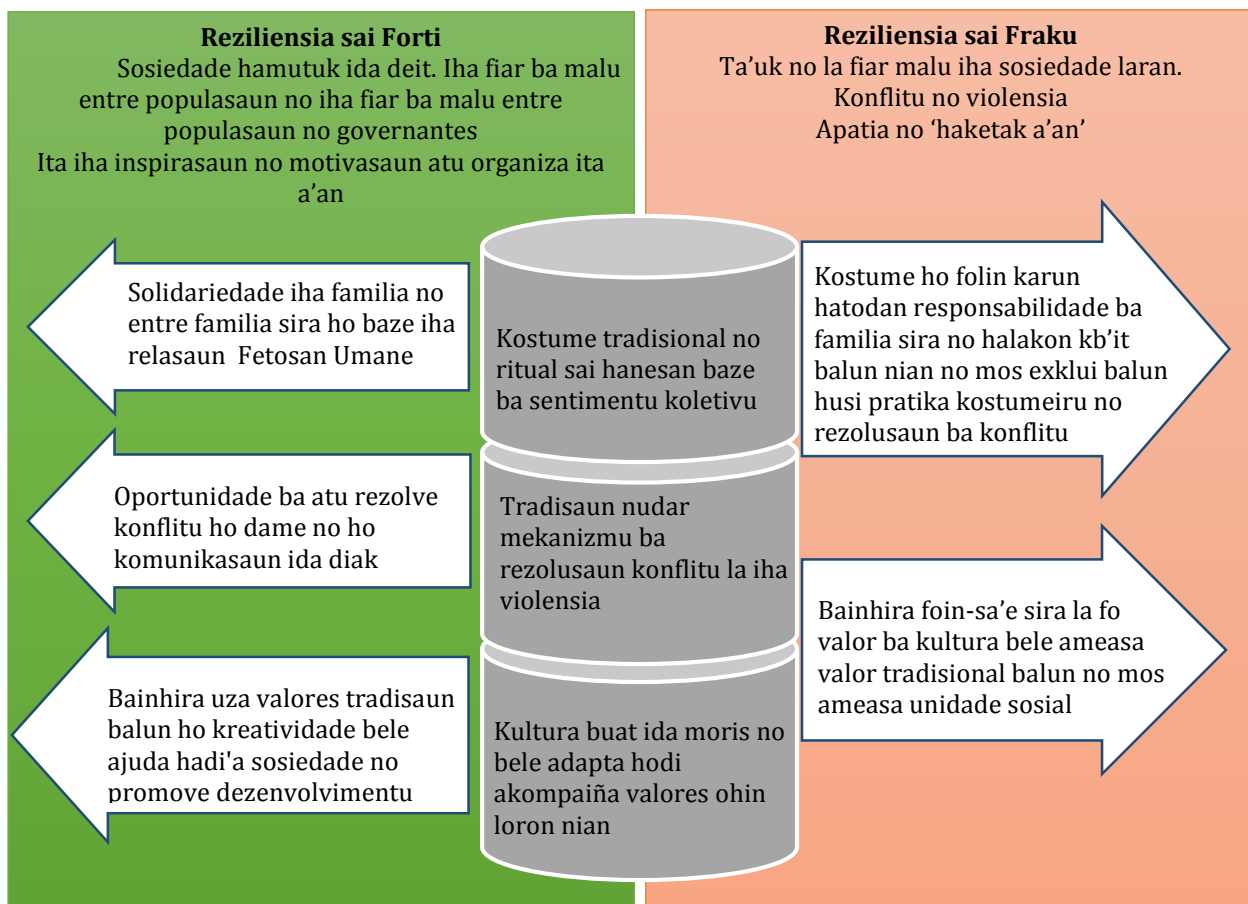 Reziliensia sai Forti
Sosiedade hamutuk ida deit. Iha fiar ba malu
entre populasaun no iha fiar ba malu entre
populasaun no governantes
Ita iha inspirasaun no motivasaun atu organiza ita
a’an
Reziliensia sai Fraku
Ta’uk no la fiar malu iha sosiedade laran.
Konflitu no violensia
Apatia no ‘haketak a’an’
Solidariedade iha familia no
entre familia sira ho baze iha
relasaun Fetosan Umane
Kostume tradisional no
ritual sai hanesan baze
ba sentimentu koletivu
Kostume ho folin karun
hatodan responsabilidade ba
familia sira no halakon kb’it
balun nian no mos exklui balun
husi pratika kostumeiru no
rezolusaun ba konflitu
Oportunidade ba atu rezolve
konflitu ho dame no ho
komunikasaun ida diak
Tradisaun nudar
mekanizmu ba
rezolusaun konflitu la iha
violensia
Bainhira foin-sa’e sira la fo
valor ba kultura bele ameasa
valor tradisional balun no mos
ameasa unidade sosial
Bainhira uza valores tradisaun
balun ho kreatividade bele
ajuda hadi'a sosiedade no
promove dezenvolvimentu
Kultura buat ida moris no
bele adapta hodi
akompaiña valores ohin
loron nian